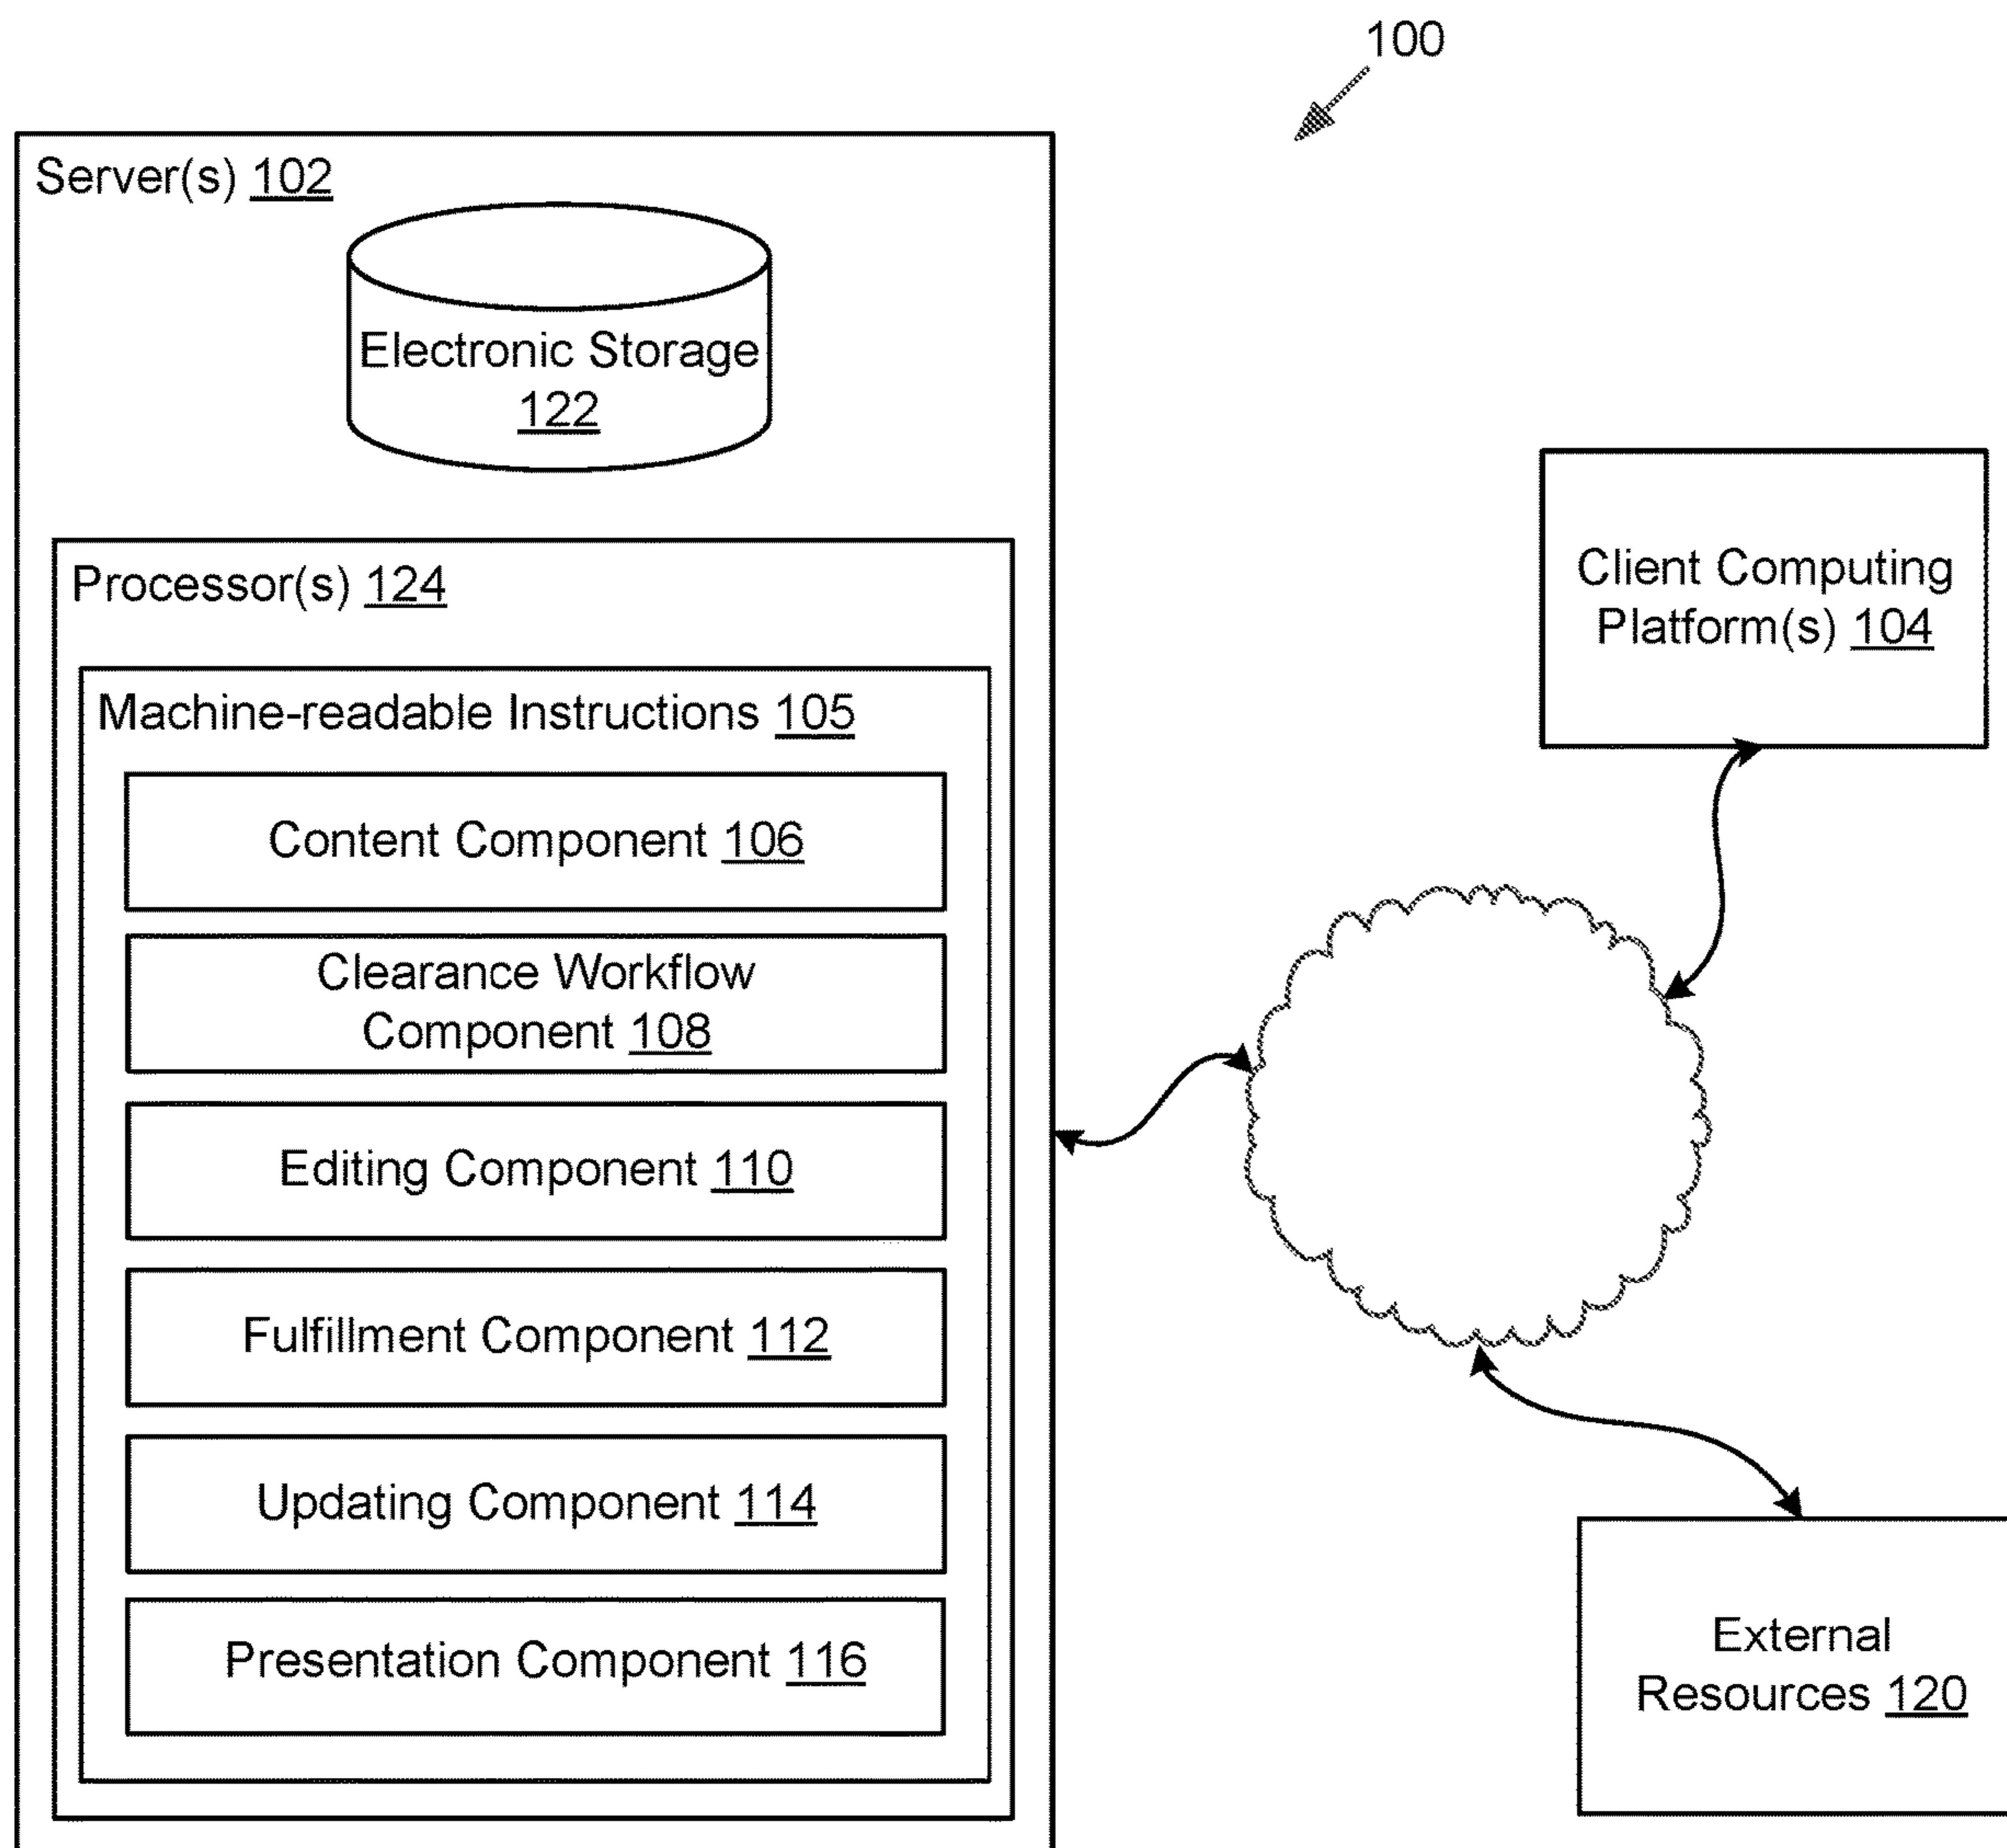 100
Server(s) 102
Electronic Storage
122
Processor(s) 124
Machine-readable Instructions 105
Content Component 106
Clearance Workflow
Component 108
Editing Component 110
Fulfillment Component 112
Updating Component 114
Presentation Component 116
Client Computing
Platform(s) 104
External
Resources 120